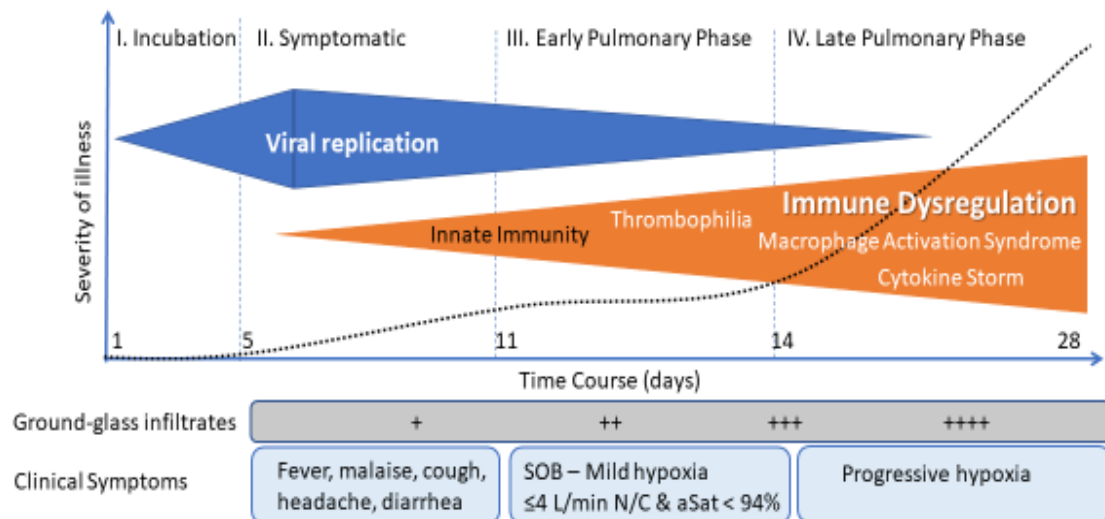 I. Incubation
II. Symptomatic
III. Early Pulmonary Phase
IV. Late Pulmonary Phase
Severity of illness
Viral replication
Innate Immunity
Thrombophilia
Immune Dysregulation
Macrophage Activation Syndrome
Cytokine Storm
1
5
11
14
28
Time Course (days)
Ground-glass infiltrates
+
++
+++
++++
Clinical Symptoms
Fever, malaise, cough,
headache, diarrhea
SOB – Mild hypoxia
≤4 L/min N/C & aSat < 94%
Progressive hypoxia